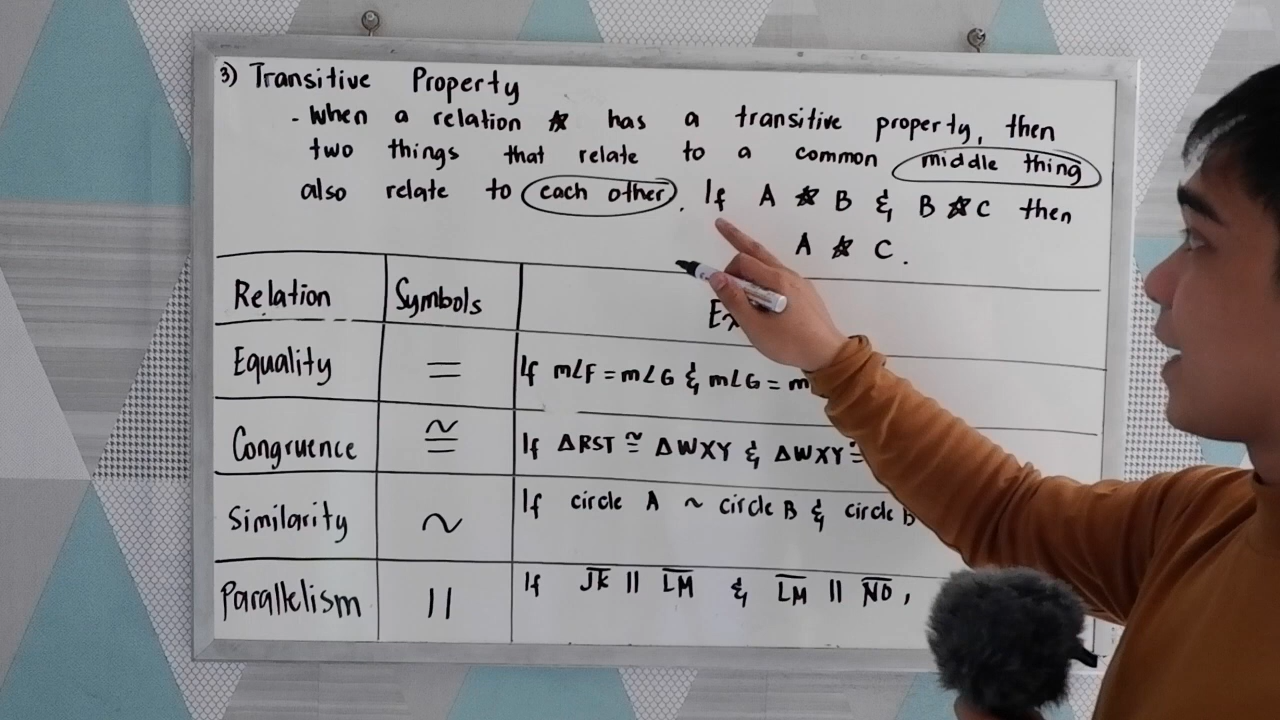 3) Transitive Property
- When a relation ☆ has a transitive property, then
two things that relate to a common middle thing
also relate to each other. If A ☆ B & B ☆ C then
A ☆ C.
Relation Symbols
Equality = If m∠F = m∠G & m∠G =
Congruence ≅ If ΔRST ≅ ΔWXY & ΔWXY ≅
Similarity ~ If circle A ~ circle B & circle B
Parallelism || If JK || LM & LM || NO,